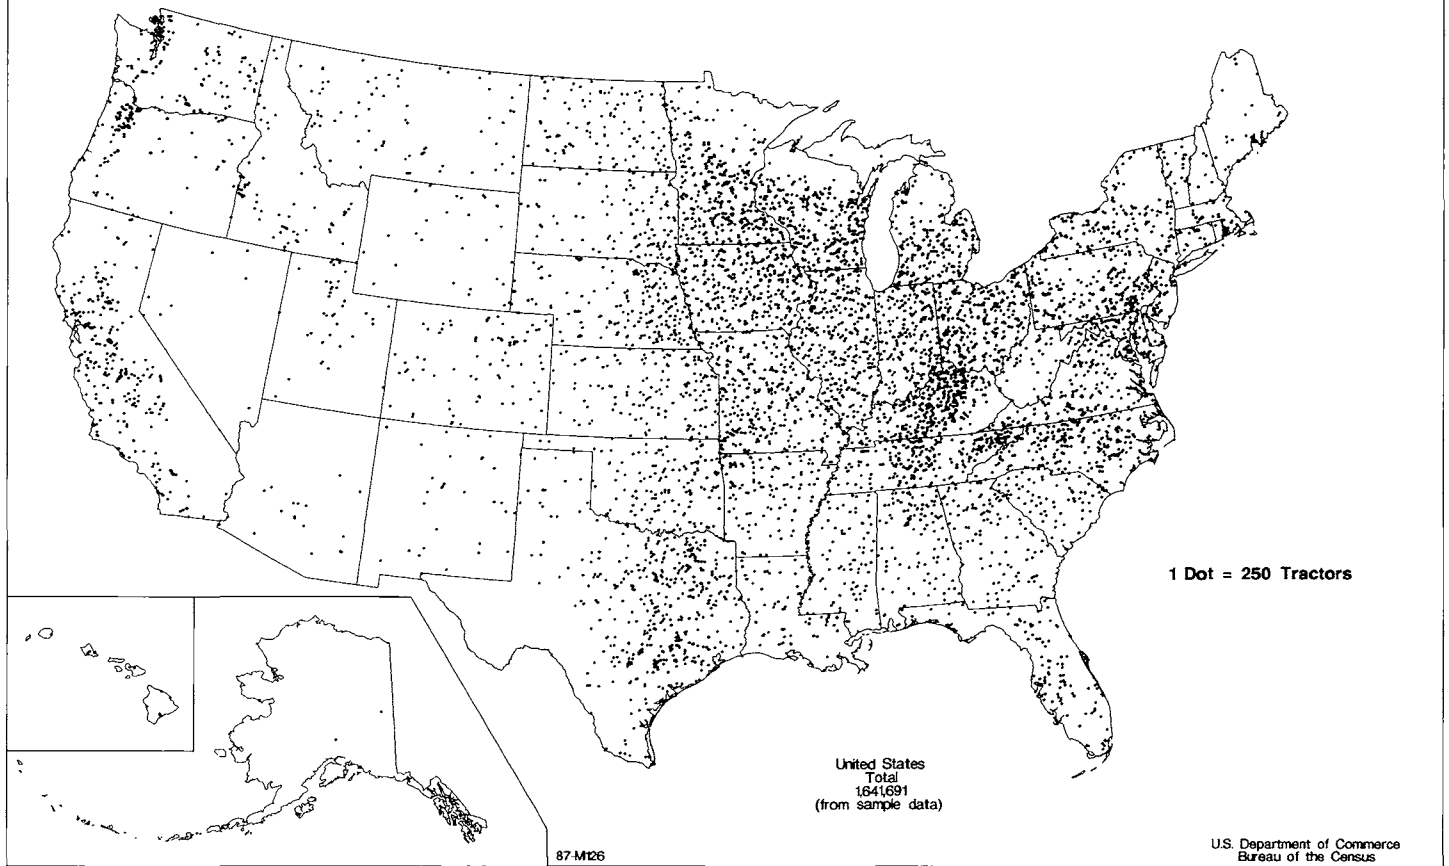 1 Dot = 250 Tractors
United States
Total
1,641,691
(from sample data)
87-M126
U.S. Department of Commerce
Bureau of the Census